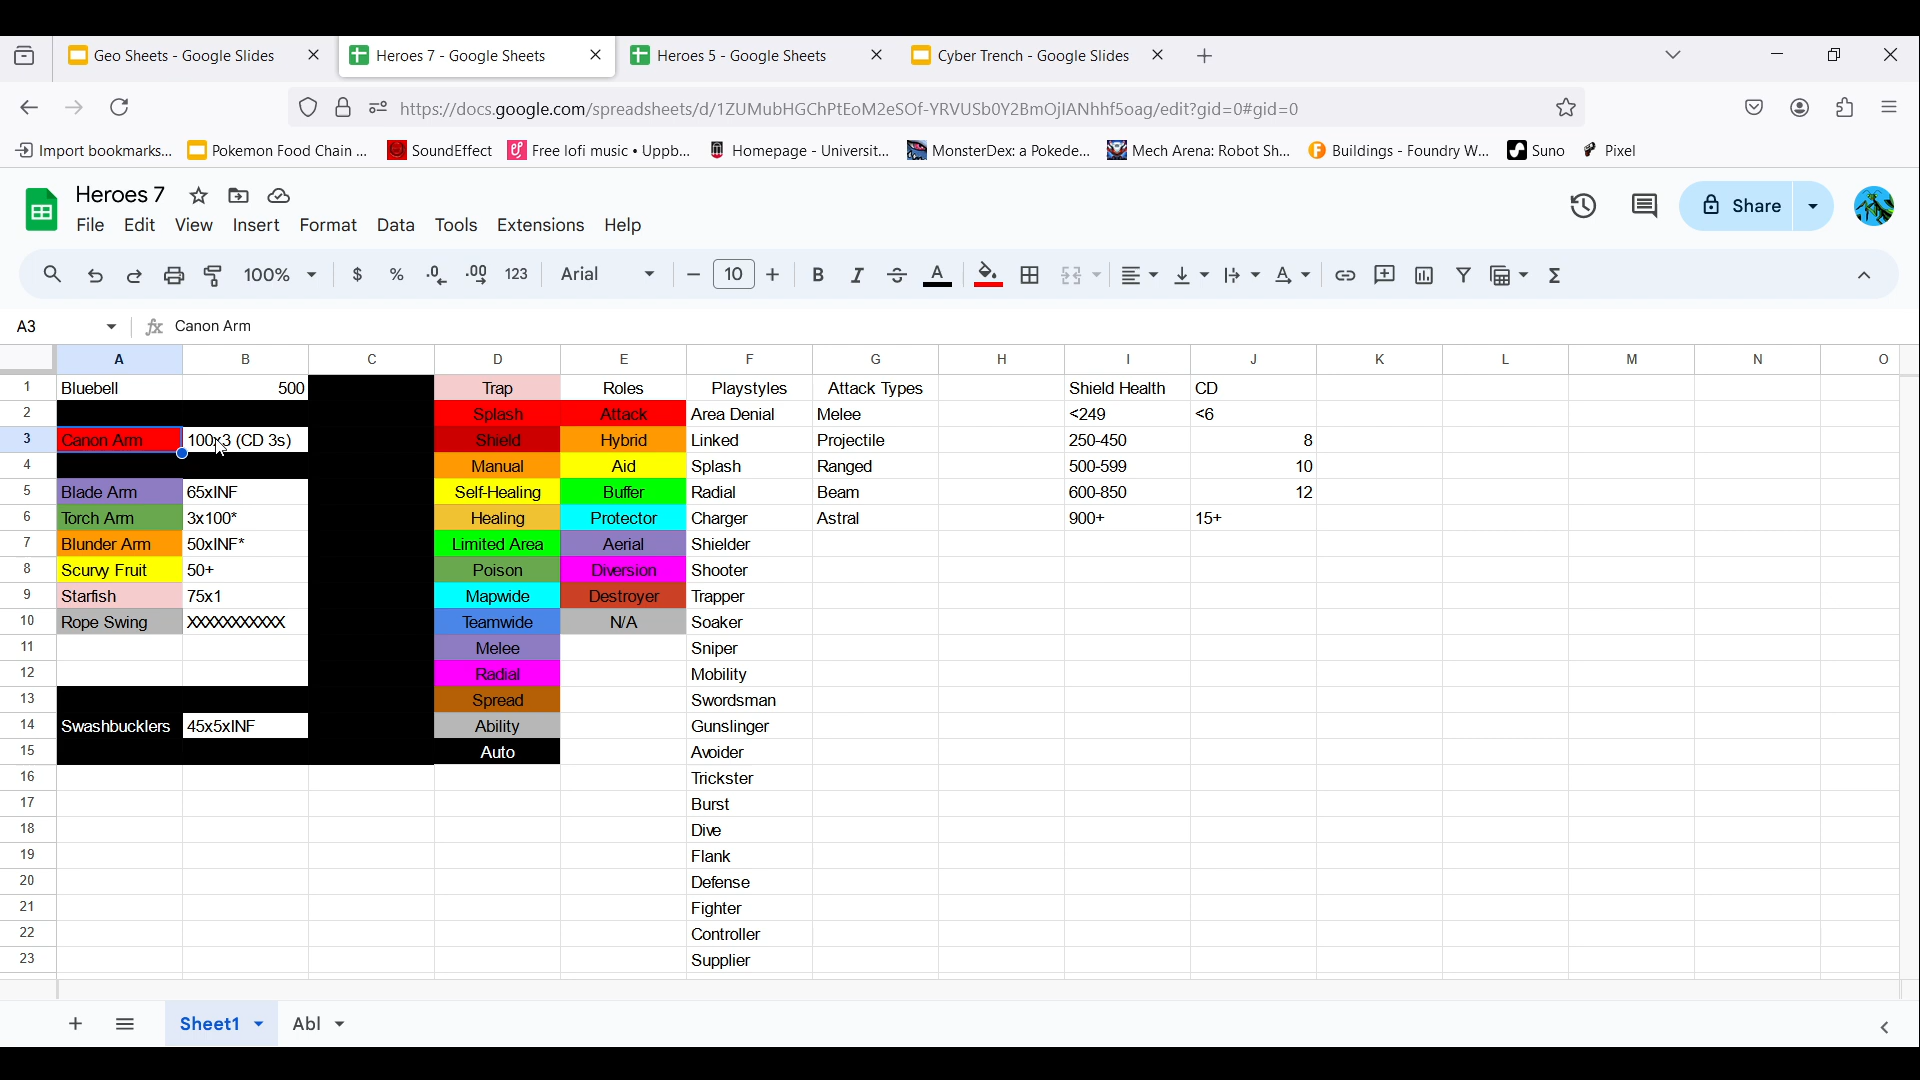 Geo Sheets - Google Slides
Heroes 7 - Google Sheets
Heroes 5 - Google Sheets
Cyber Trench - Google Slides
https://docs.google.com/spreadsheets/d/1ZUMubHGChPtEoM2eSOf-YRVUSb0Y2BmOjIANhhf5oag/edit?gid=0#gid=0
Import bookmarks... Pokemon Food Chain ... SoundEffect Free lofi music • Uppb... Homepage - Universit... MonsterDex: a Pokede... Mech Arena: Robot Sh... Buildings - Foundry W... Suno Pixel
Heroes 7
File Edit View Insert Format Data Tools Extensions Help
Share
100% $ % .0 .00 123 Arial 10 B I A
A3 fx Canon Arm
A B C D E F G H I J K L M N O
1 Bluebell 500 Trap Roles Playstyles Attack Types Shield Health CD
2 Splash Attack Area Denial Melee <249 <6
3 Canon Arm 100x3 (CD 3s) Shield Hybrid Linked Projectile 250-450 8
4 Manual Aid Splash Ranged 500-599 10
5 Blade Arm 65xINF Self-Healing Buffer Radial Beam 600-850 12
6 Torch Arm 3x100* Healing Protector Charger Astral 900+ 15+
7 Blunder Arm 50xINF* Limited Area Aerial Shielder
8 Scurvy Fruit 50+ Poison Diversion Shooter
9 Starfish 75x1 Mapwide Destroyer Trapper
10 Rope Swing XXXXXXXXXX Teamwide N/A Soaker
11 Melee Sniper
12 Radial Mobility
13 Spread Swordsman
14 Swashbucklers 45x5xINF Ability Gunslinger
15 Auto Avoider
16 Trickster
17 Burst
18 Dive
19 Flank
20 Defense
21 Fighter
22 Controller
23 Supplier
Sheet1 Abl